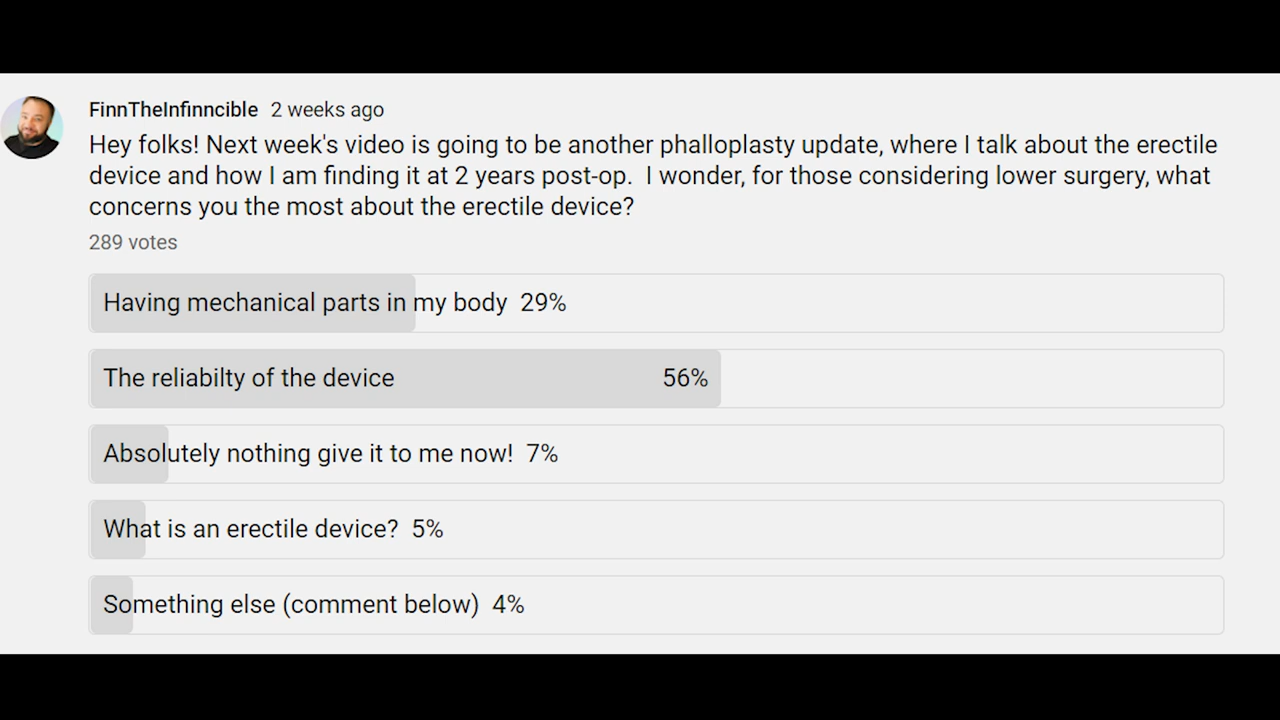 FinnTheInfinncible 2 weeks ago
Hey folks! Next week's video is going to be another phalloplasty update, where I talk about the erectile
device and how I am finding it at 2 years post-op. I wonder, for those considering lower surgery, what
concerns you the most about the erectile device?
289 votes
Having mechanical parts in my body 29%
The reliabilty of the device 56%
Absolutely nothing give it to me now! 7%
What is an erectile device? 5%
Something else (comment below) 4%